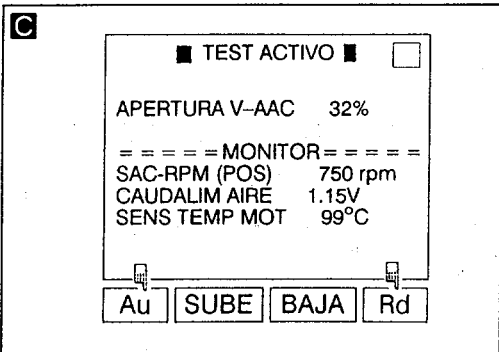 C
■ TEST ACTIVO ■
APERTURA V–AAC 32%
= = = = = MONITOR = = = = =
SAC-RPM (POS) 750 rpm
CAUDALIM AIRE 1.15V
SENS TEMP MOT 99°C
Au SUBE BAJA Rd